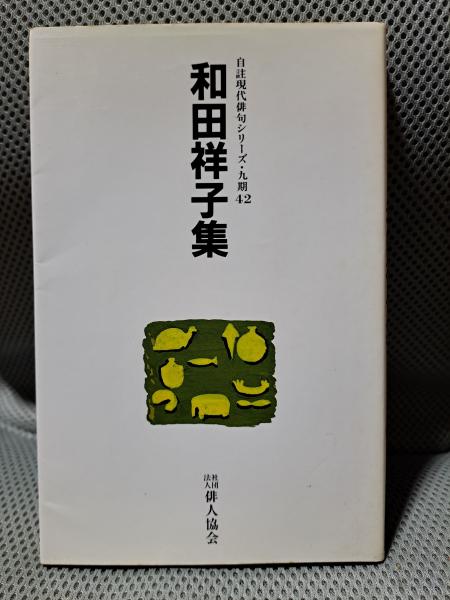 自註現代俳句シリーズ・九期42
和田祥子集
社団法人 俳人協会